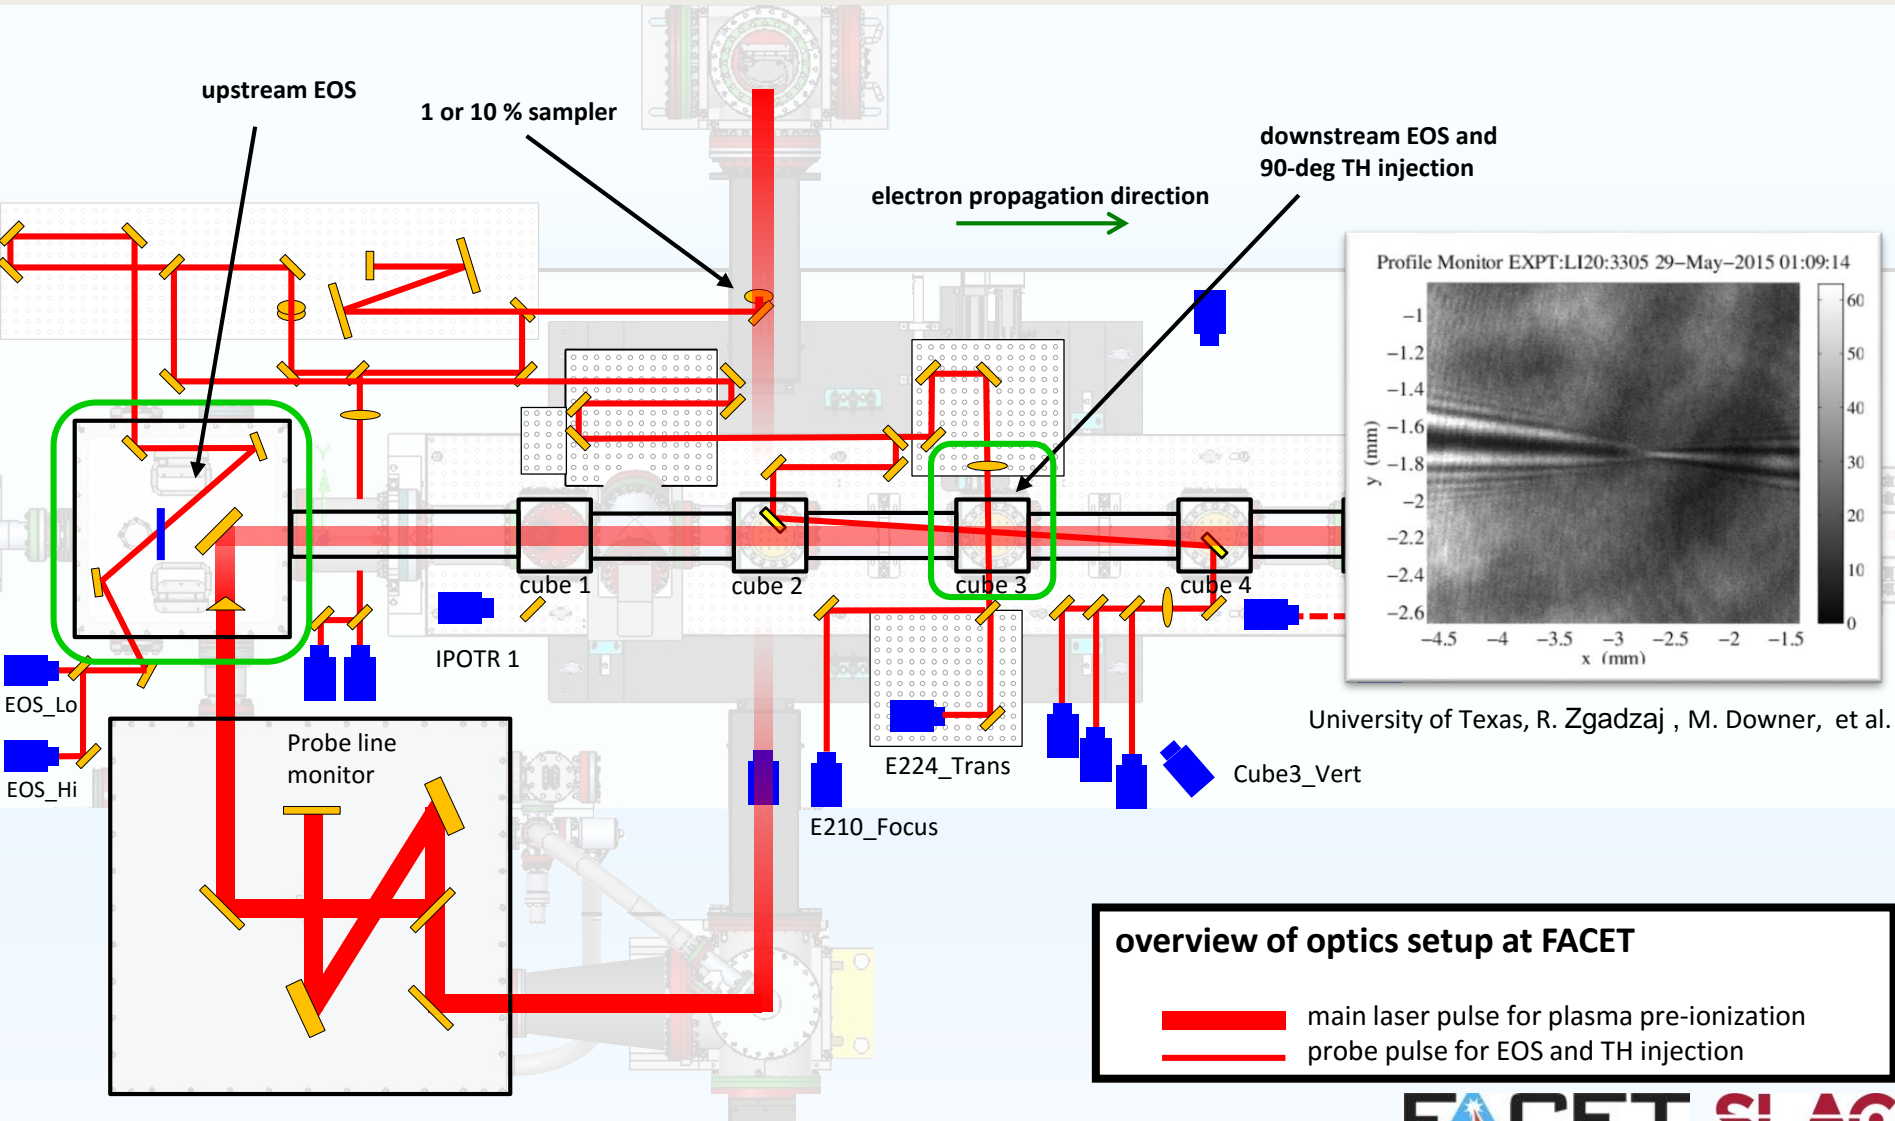 upstream EOS
1 or 10 % sampler
downstream EOS and
90-deg TH injection
electron propagation direction
Profile Monitor EXPT:LI20:3305 29−May−2015 01:09:14
−1
−1.2
−1.4
−1.6
−1.8
−2
−2.2
−2.4
−2.6
y (mm)
−4.5 −4 −3.5 −3 −2.5 −2 −1.5
x (mm)
60
50
40
30
20
10
0
cube 1
cube 2
cube 3
cube 4
IPOTR 1
EOS_Lo
EOS_Hi
Probe line
monitor
E224_Trans
E210_Focus
Cube3_Vert
University of Texas, R. Zgadzaj , M. Downer, et al.
overview of optics setup at FACET
main laser pulse for plasma pre-ionization
probe pulse for EOS and TH injection
FACET SLAC